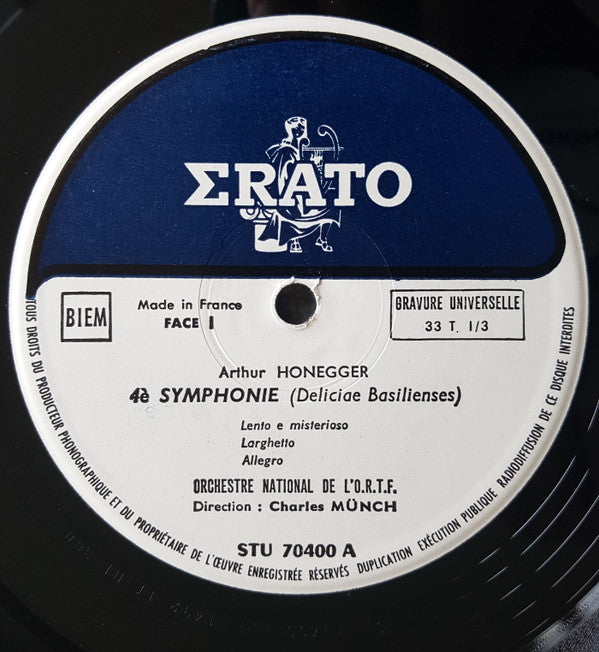 ΣRATO
BIEM
Made in France
FACE 1
GRAVURE UNIVERSELLE
33 T. 1/3
Arthur HONEGGER
4è SYMPHONIE (Deliciae Basilienses)
Lento e misterioso
Larghetto
Allegro
ORCHESTRE NATIONAL DE L'O.R.T.F.
Direction : Charles MÜNCH
STU 70400 A
TOUS DROITS DU PRODUCTEUR PHONOGRAPHIQUE ET DU PROPRIÉTAIRE DE L'ŒUVRE ENREGISTRÉE RÉSERVÉS DUPLICATION EXÉCUTION PUBLIQUE RADIODIFFUSION DE CE DISQUE INTERDITES